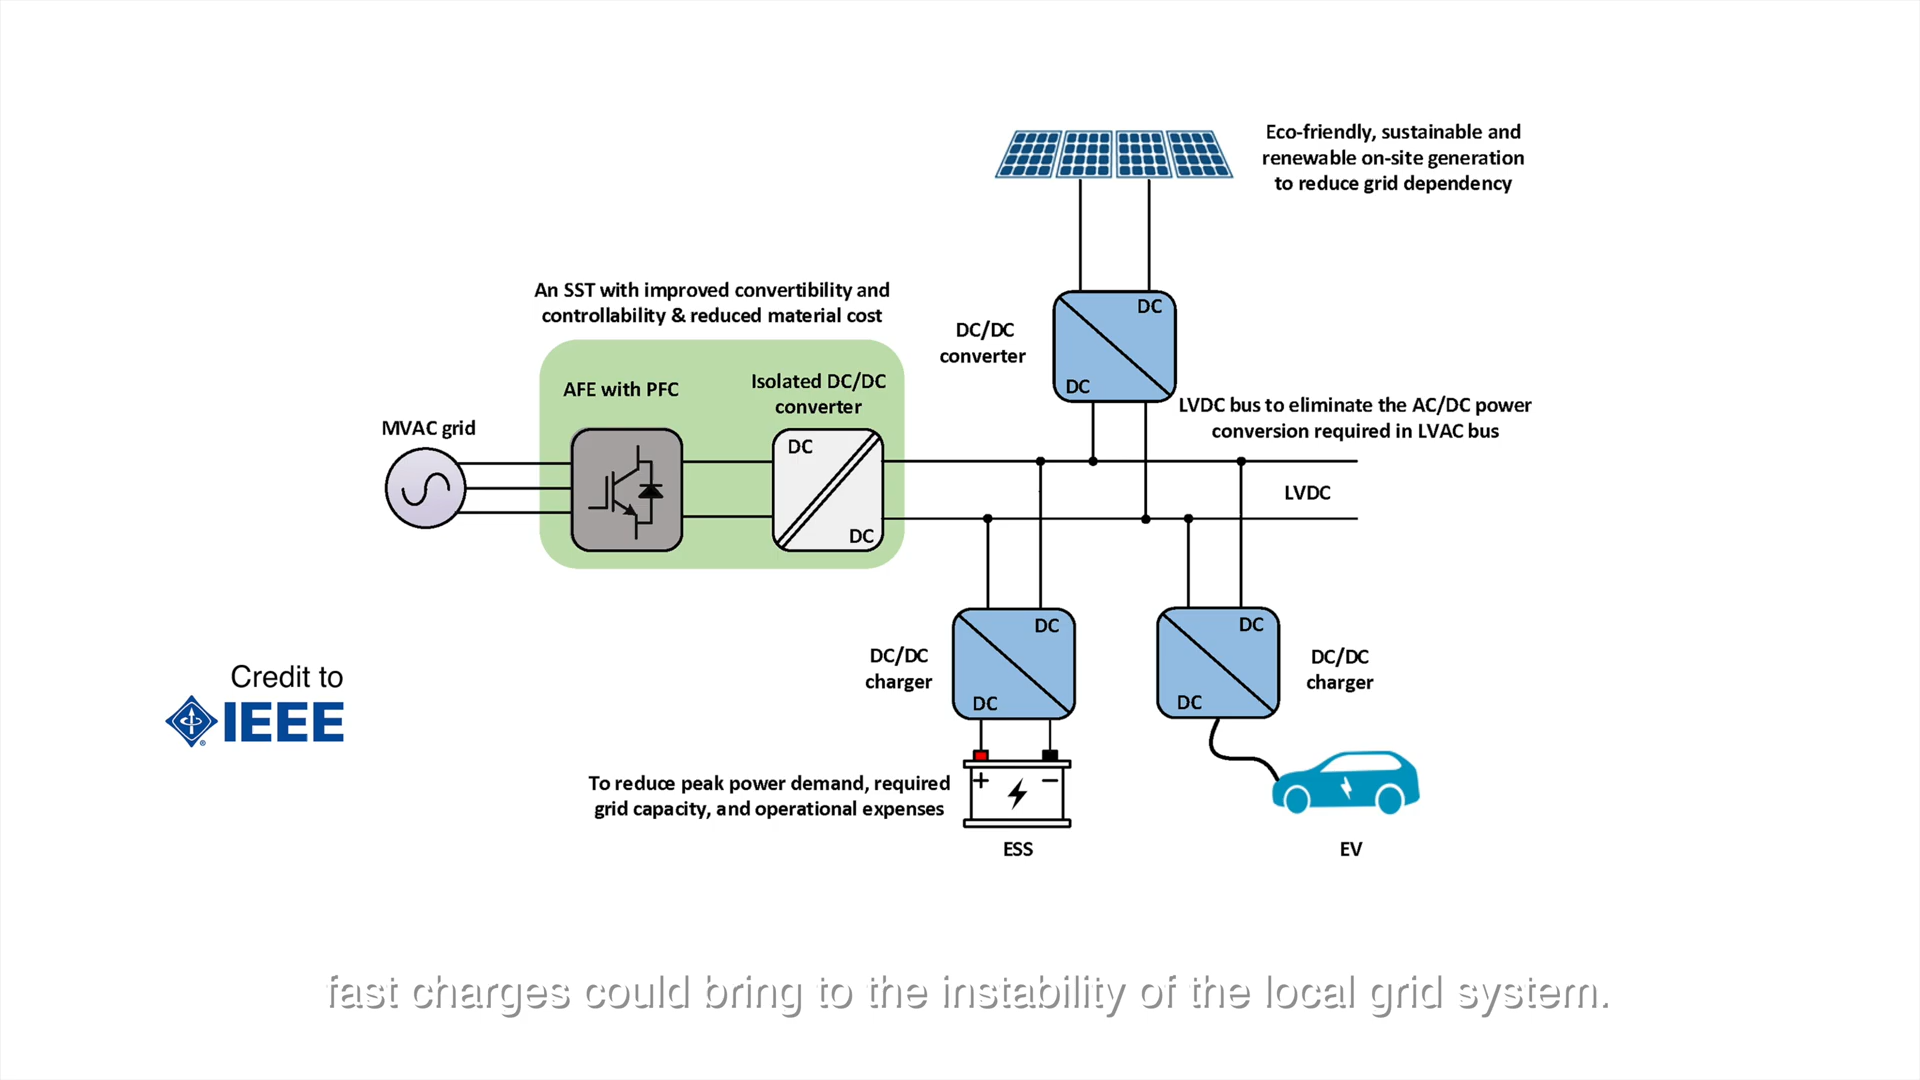 Eco-friendly, sustainable and
renewable on-site generation
to reduce grid dependency
An SST with improved convertibility and
controllability & reduced material cost
DC/DC
converter
DC
DC
AFE with PFC
Isolated DC/DC
converter
MVAC grid
DC
DC
LVDC bus to eliminate the AC/DC power
conversion required in LVAC bus
LVDC
DC/DC
charger
DC
DC
DC
DC
DC/DC
charger
Credit to
IEEE
To reduce peak power demand, required
grid capacity, and operational expenses
+ −
ESS
EV
fast charges could bring to the instability of the local grid system.